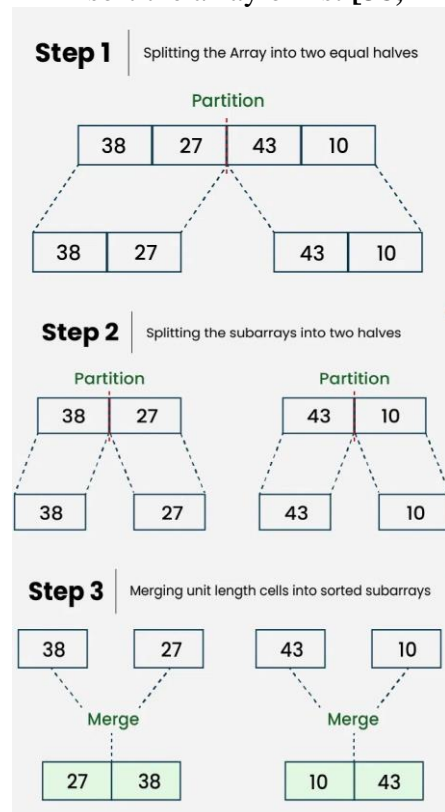 Step 1 Splitting the Array into two equal halves
Partition
38 27 43 10
38 27 43 10
Step 2 Splitting the subarrays into two halves
Partition Partition
38 27 43 10
38 27 43 10
Step 3 Merging unit length cells into sorted subarrays
38 27 43 10
Merge Merge
27 38 10 43